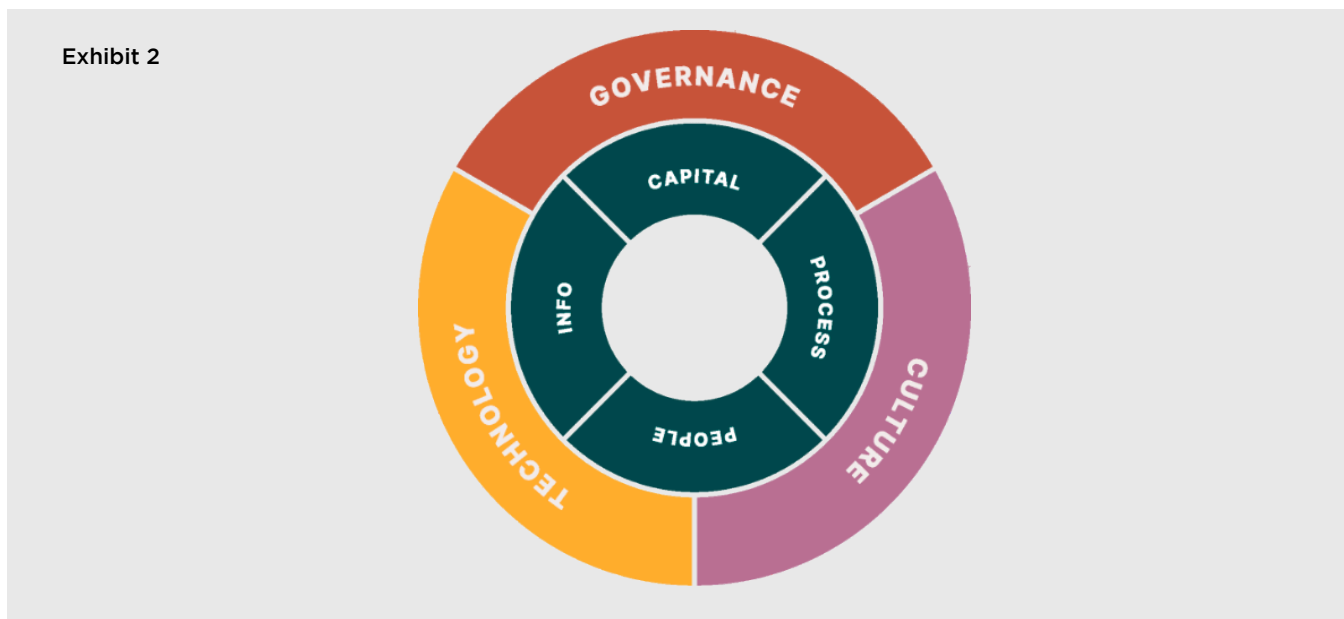 Exhibit 2
GOVERNANCE
CAPITAL
PROCESS
INFO
PEOPLE
CULTURE
TECHNOLOGY